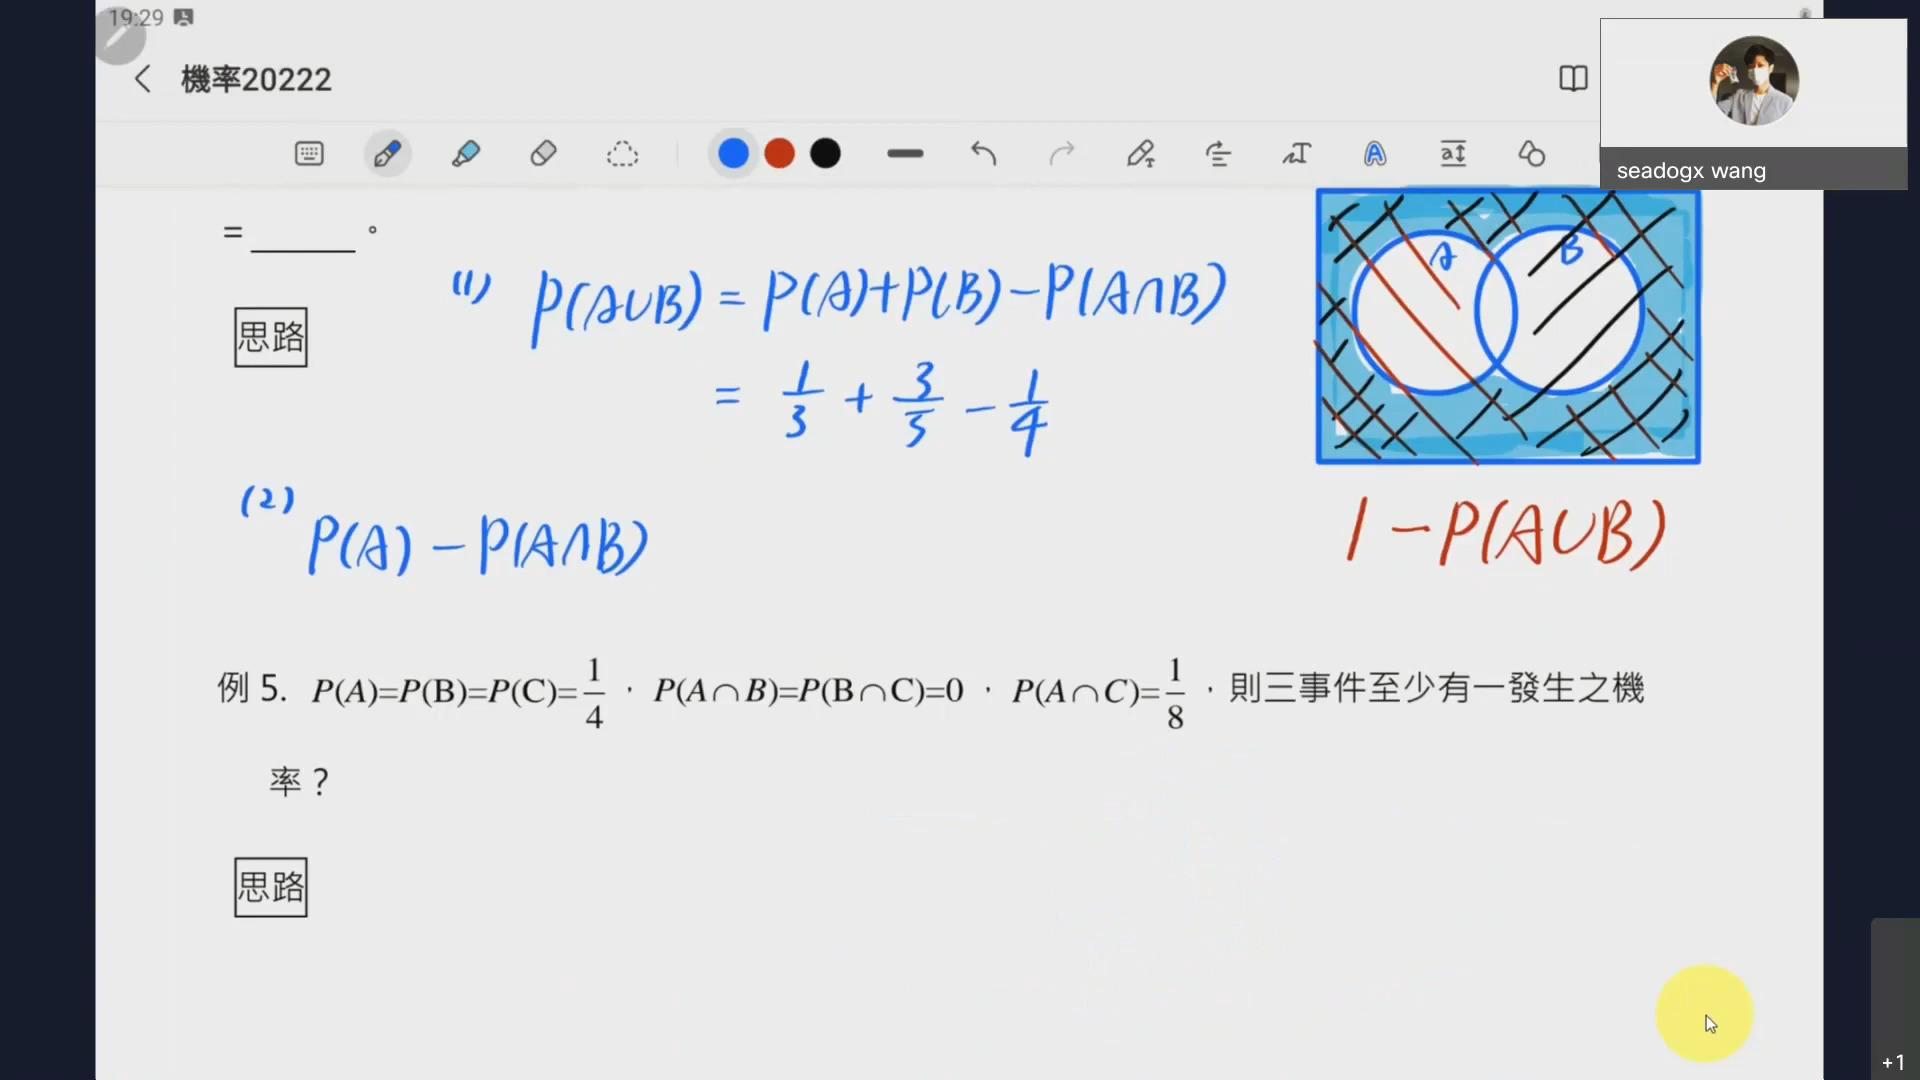 19:29
機率20222
seadogx wang
= ______ 。
(1) P(A∪B) = P(A)+P(B)-P(A∩B)
A B
思路
= 1/3 + 3/5 - 1/4
(2) P(A) - P(A∩B)
1-P(A∪B)
例 5. P(A)=P(B)=P(C)=1/4，P(A∩B)=P(B∩C)=0，P(A∩C)=1/8，則三事件至少有一發生之機
率？
思路
+1